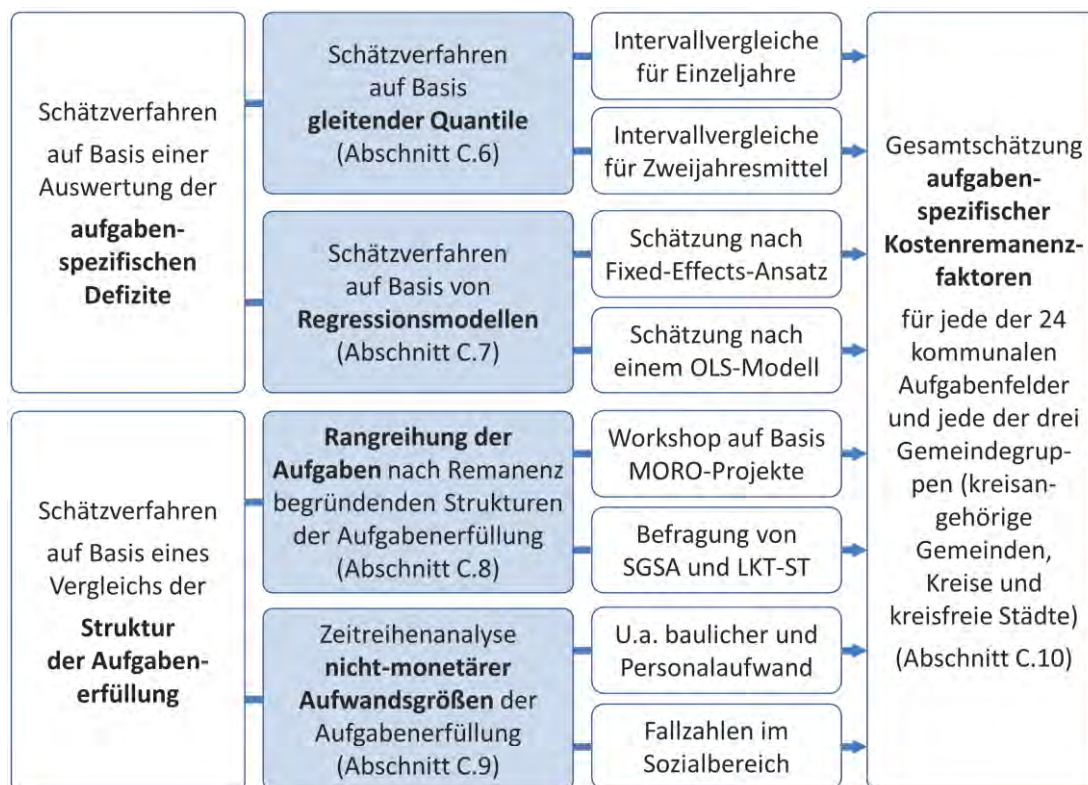 Schätzverfahren
auf Basis einer
Auswertung der
aufgaben-
spezifischen
Defizite
Schätzverfahren
auf Basis
gleitender Quantile
(Abschnitt C.6)
Intervallvergleiche
für Einzeljahre
Intervallvergleiche
für Zweijahresmittel
Schätzverfahren
auf Basis von
Regressionsmodellen
(Abschnitt C.7)
Schätzung nach
Fixed-Effects-Ansatz
Schätzung nach
einem OLS-Modell
Schätzverfahren
auf Basis eines
Vergleichs der
Struktur
der Aufgaben-
erfüllung
Rangreihung der
Aufgaben nach Remanenz
begründenden Strukturen
der Aufgabenerfüllung
(Abschnitt C.8)
Workshop auf Basis
MORO-Projekte
Befragung von
SGSA und LKT-ST
Zeitreihenanalyse
nicht-monetärer
Aufwandsgrößen der
Aufgabenerfüllung
(Abschnitt C.9)
U.a. baulicher und
Personalaufwand
Fallzahlen im
Sozialbereich
Gesamtschätzung
aufgaben-
spezifischer
Kostenremanenz-
faktoren
für jede der 24
kommunalen
Aufgabenfelder
und jede der drei
Gemeindegrup-
pen (kreisan-
gehörige
Gemeinden,
Kreise und
kreisfreie Städte)
(Abschnitt C.10)